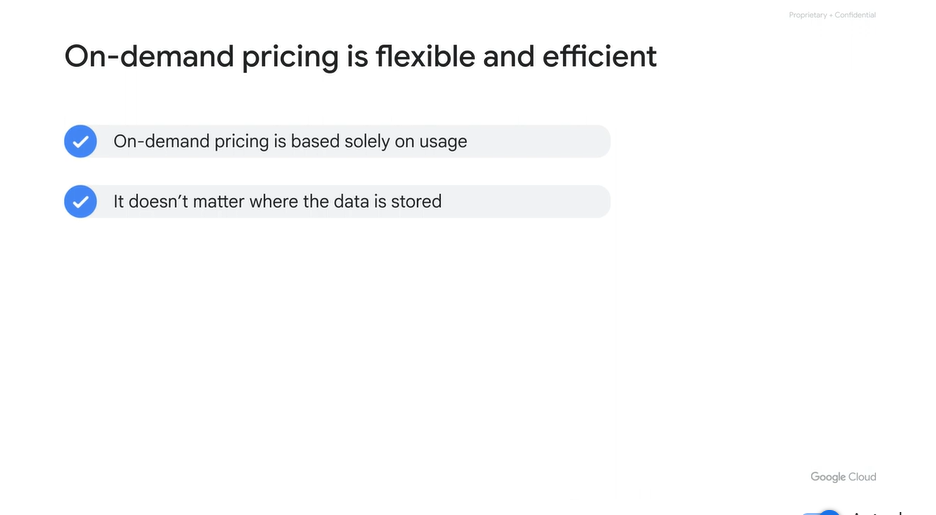 Proprietary + Confidential
On-demand pricing is flexible and efficient
On-demand pricing is based solely on usage
It doesn’t matter where the data is stored
Google Cloud